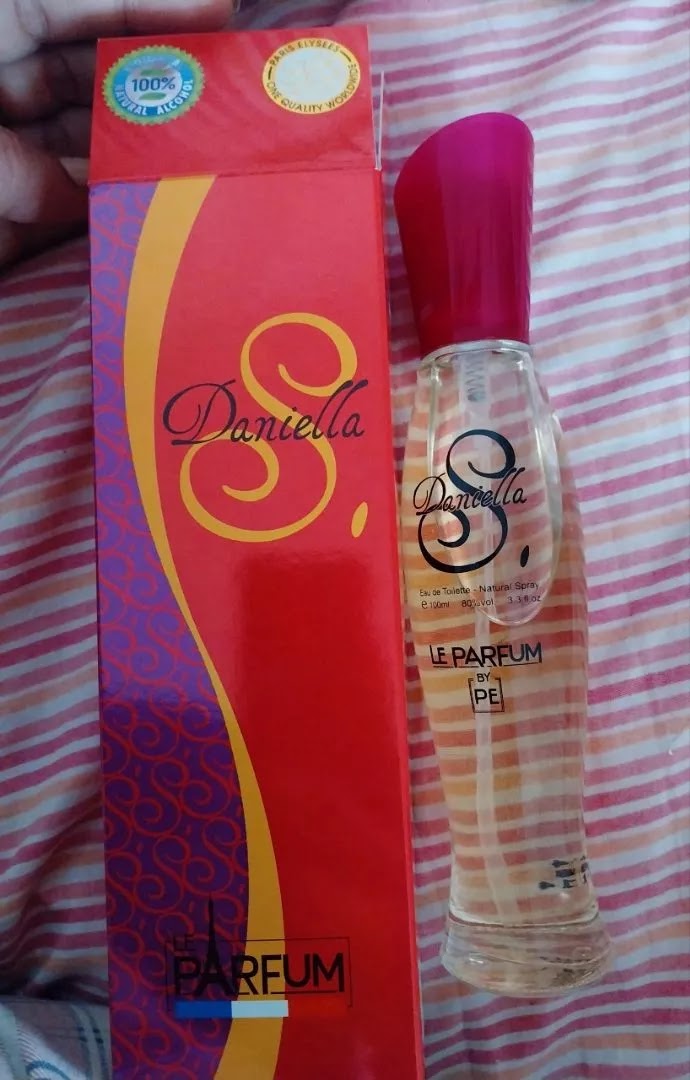 100%
NATURAL ALCOHOL
PARIS ELYSEES
ONE QUALITY WORLDWIDE
Daniella
S,
LE
PARFUM
Daniella
S,
Eau de Toilette - Natural Spray
e 100ml 80%vol 3.3 fl oz
LE PARFUM
BY
PE